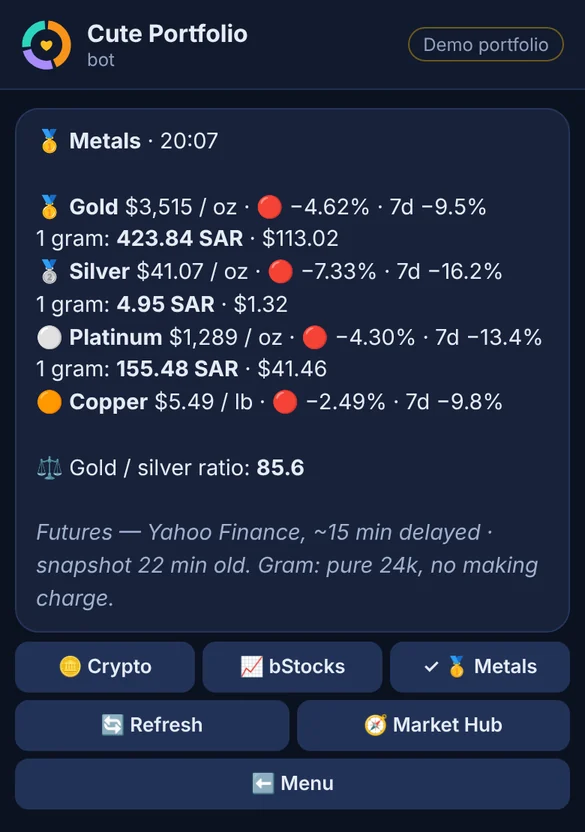 Cute Portfolio
bot
Demo portfolio
🥇 Metals · 20:07
🥇 Gold $3,515 / oz · 🔴 −4.62% · 7d −9.5%
1 gram: 423.84 SAR · $113.02
🥈 Silver $41.07 / oz · 🔴 −7.33% · 7d −16.2%
1 gram: 4.95 SAR · $1.32
⚪ Platinum $1,289 / oz · 🔴 −4.30% · 7d −13.4%
1 gram: 155.48 SAR · $41.46
🟠 Copper $5.49 / lb · 🔴 −2.49% · 7d −9.8%
⚖️ Gold / silver ratio: 85.6
Futures — Yahoo Finance, ~15 min delayed ·
snapshot 22 min old. Gram: pure 24k, no making
charge.
🪙 Crypto
📈 bStocks
✓ 🥇 Metals
🔄 Refresh
🧭 Market Hub
⬅️ Menu